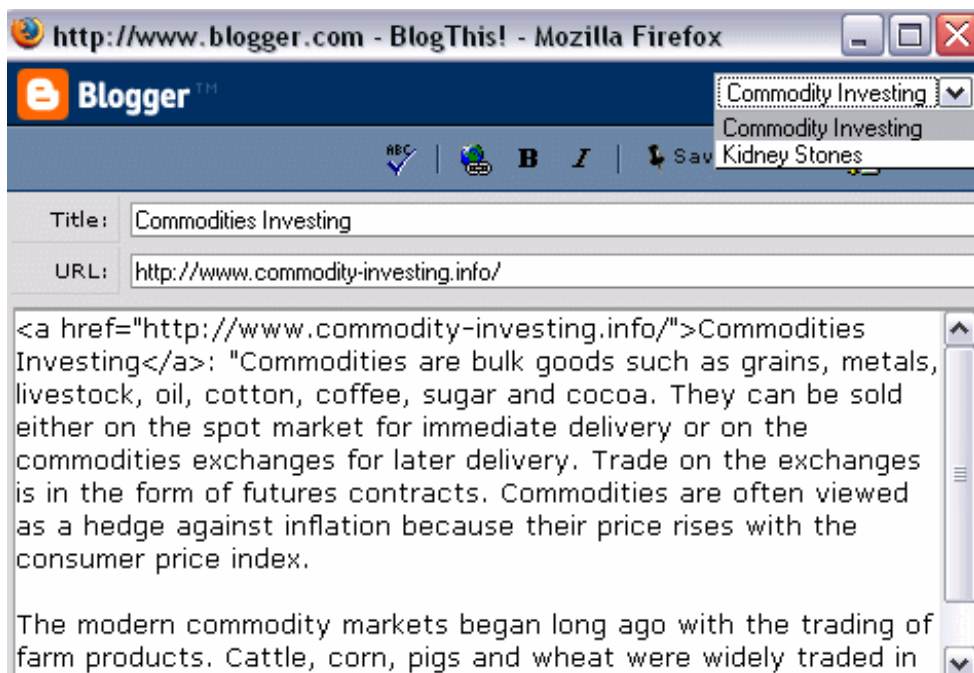 http://www.blogger.com - BlogThis! - Mozilla Firefox
Blogger™
Commodity Investing
Commodity Investing
Kidney Stones
ABC
B I
Title: Commodities Investing
URL: http://www.commodity-investing.info/
<a href="http://www.commodity-investing.info/">Commodities
Investing</a>: "Commodities are bulk goods such as grains, metals,
livestock, oil, cotton, coffee, sugar and cocoa. They can be sold
either on the spot market for immediate delivery or on the
commodities exchanges for later delivery. Trade on the exchanges
is in the form of futures contracts. Commodities are often viewed
as a hedge against inflation because their price rises with the
consumer price index.
The modern commodity markets began long ago with the trading of
farm products. Cattle, corn, pigs and wheat were widely traded in